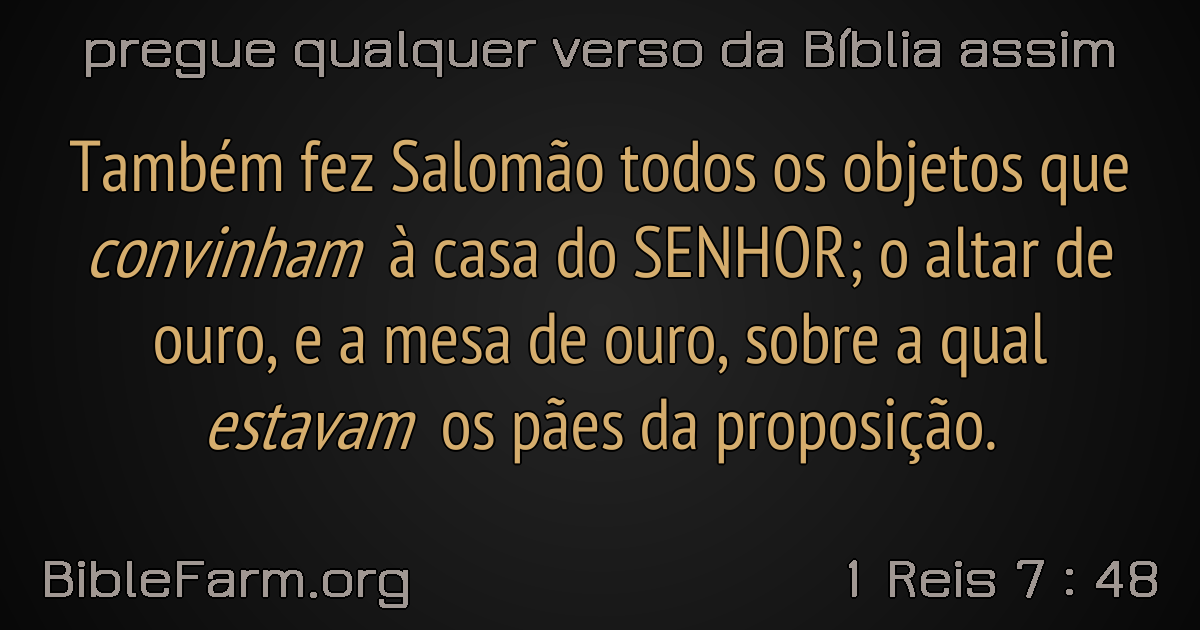 pregue qualquer verso da Bíblia assim
Também fez Salomão todos os objetos que
convinham à casa do SENHOR; o altar de
ouro, e a mesa de ouro, sobre a qual
estavam os pães da proposição.
BibleFarm.org
1 Reis 7 : 48